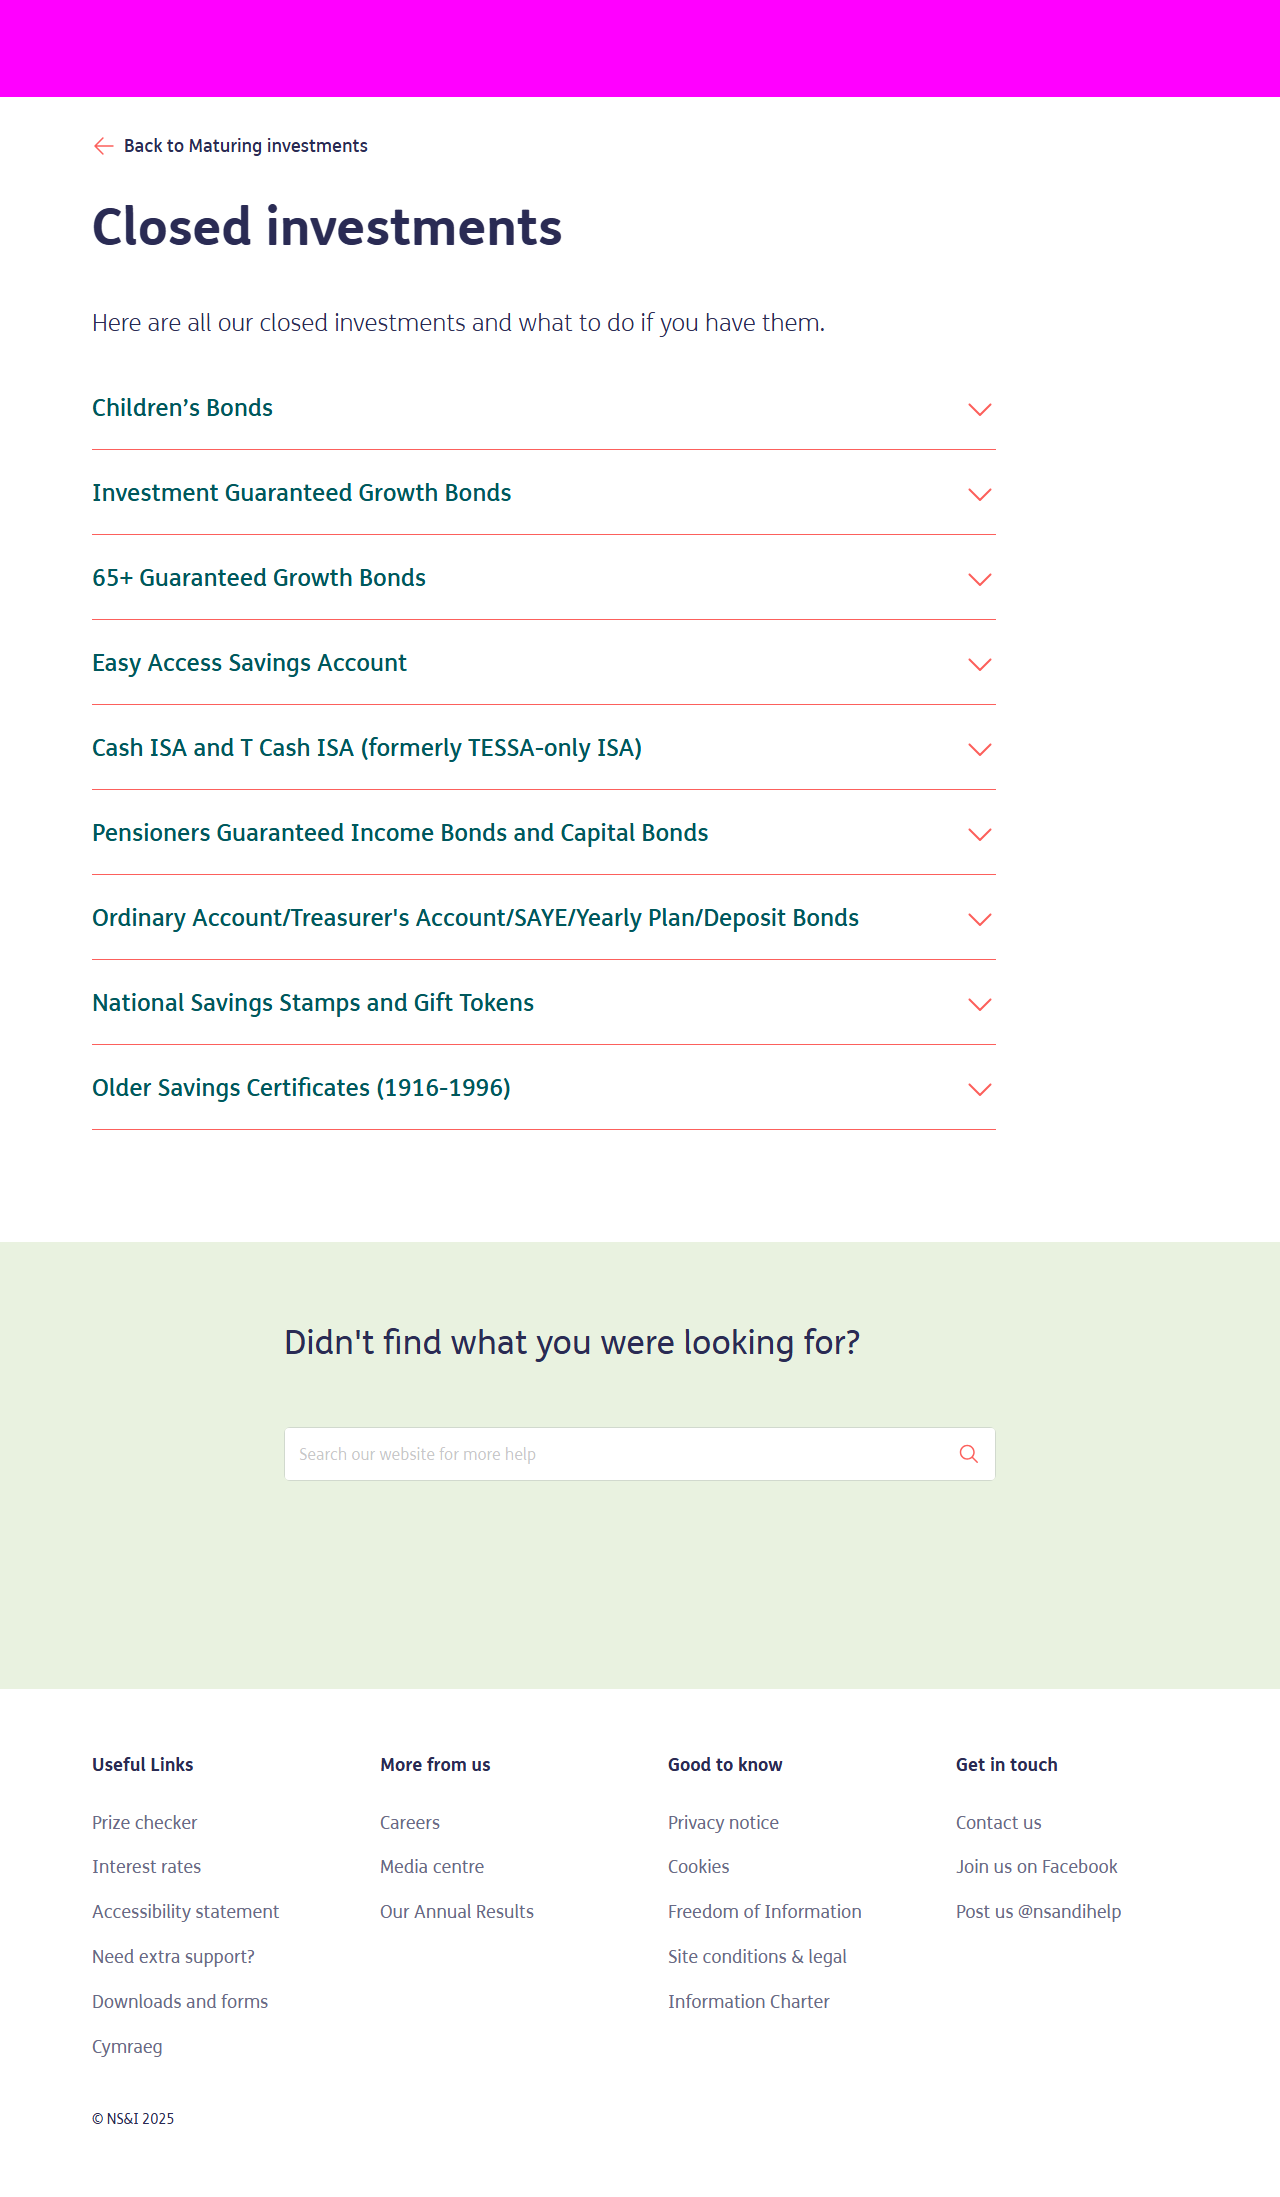 Back to Maturing investments
Closed investments
Here are all our closed investments and what to do if you have them.
Children’s Bonds
Investment Guaranteed Growth Bonds
65+ Guaranteed Growth Bonds
Easy Access Savings Account
Cash ISA and T Cash ISA (formerly TESSA-only ISA)
Pensioners Guaranteed Income Bonds and Capital Bonds
Ordinary Account/Treasurer's Account/SAYE/Yearly Plan/Deposit Bonds
National Savings Stamps and Gift Tokens
Older Savings Certificates (1916-1996)
Didn't find what you were looking for?
Search our website for more help
Useful Links
Prize checker
Interest rates
Accessibility statement
Need extra support?
Downloads and forms
Cymraeg
More from us
Careers
Media centre
Our Annual Results
Good to know
Privacy notice
Cookies
Freedom of Information
Site conditions & legal
Information Charter
Get in touch
Contact us
Join us on Facebook
Post us @nsandihelp
© NS&I 2025